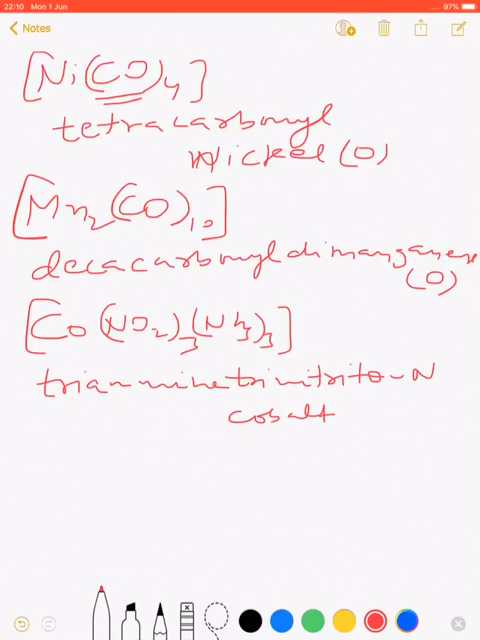 22:10 Mon 1 Jun 97%
Notes
[Ni(CO)4]
tetracarbonyl
nickel (0)
[Mn2(CO)10]
decacarbonyldimanganese
(0)
[Co(NO2)3(NH3)3]
triamminetrinitrito-N
cobalt